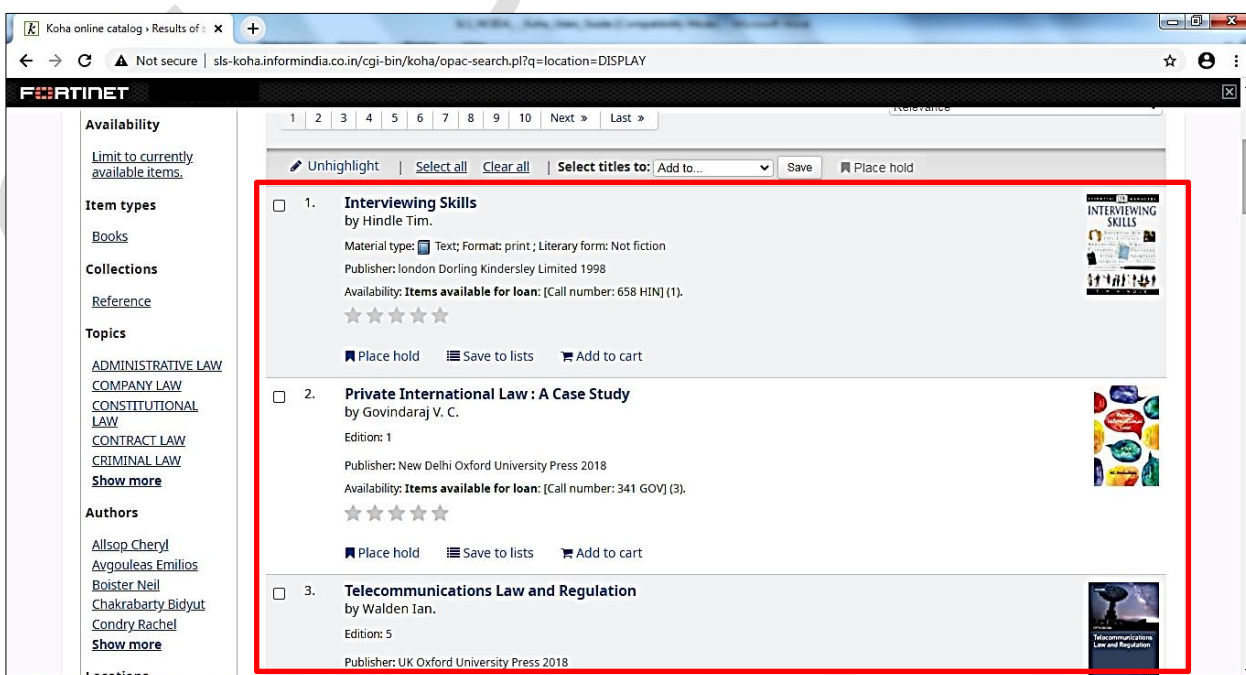 Koha online catalog › Results of s
Not secure | sls-koha.informindia.co.in/cgi-bin/koha/opac-search.pl?q=location=DISPLAY
FORTINET
Relevance
1 2 3 4 5 6 7 8 9 10 Next » Last »
Availability
Limit to currently
available items.
Item types
Books
Collections
Reference
Topics
ADMINISTRATIVE LAW
COMPANY LAW
CONSTITUTIONAL
LAW
CONTRACT LAW
CRIMINAL LAW
Show more
Authors
Allsop Cheryl
Avgouleas Emilios
Boister Neil
Chakrabarty Bidyut
Condry Rachel
Show more
Locations
Unhighlight | Select all Clear all | Select titles to: Add to... Save Place hold
1. Interviewing Skills
by Hindle Tim.
Material type: Text; Format: print ; Literary form: Not fiction
Publisher: london Dorling Kindersley Limited 1998
Availability: Items available for loan: [Call number: 658 HIN] (1).
Place hold Save to lists Add to cart
INTERVIEWING
SKILLS
2. Private International Law : A Case Study
by Govindaraj V. C.
Edition: 1
Publisher: New Delhi Oxford University Press 2018
Availability: Items available for loan: [Call number: 341 GOV] (3).
Place hold Save to lists Add to cart
Private
International
Law
3. Telecommunications Law and Regulation
by Walden Ian.
Edition: 5
Publisher: UK Oxford University Press 2018
Telecommunications
Law and Regulation